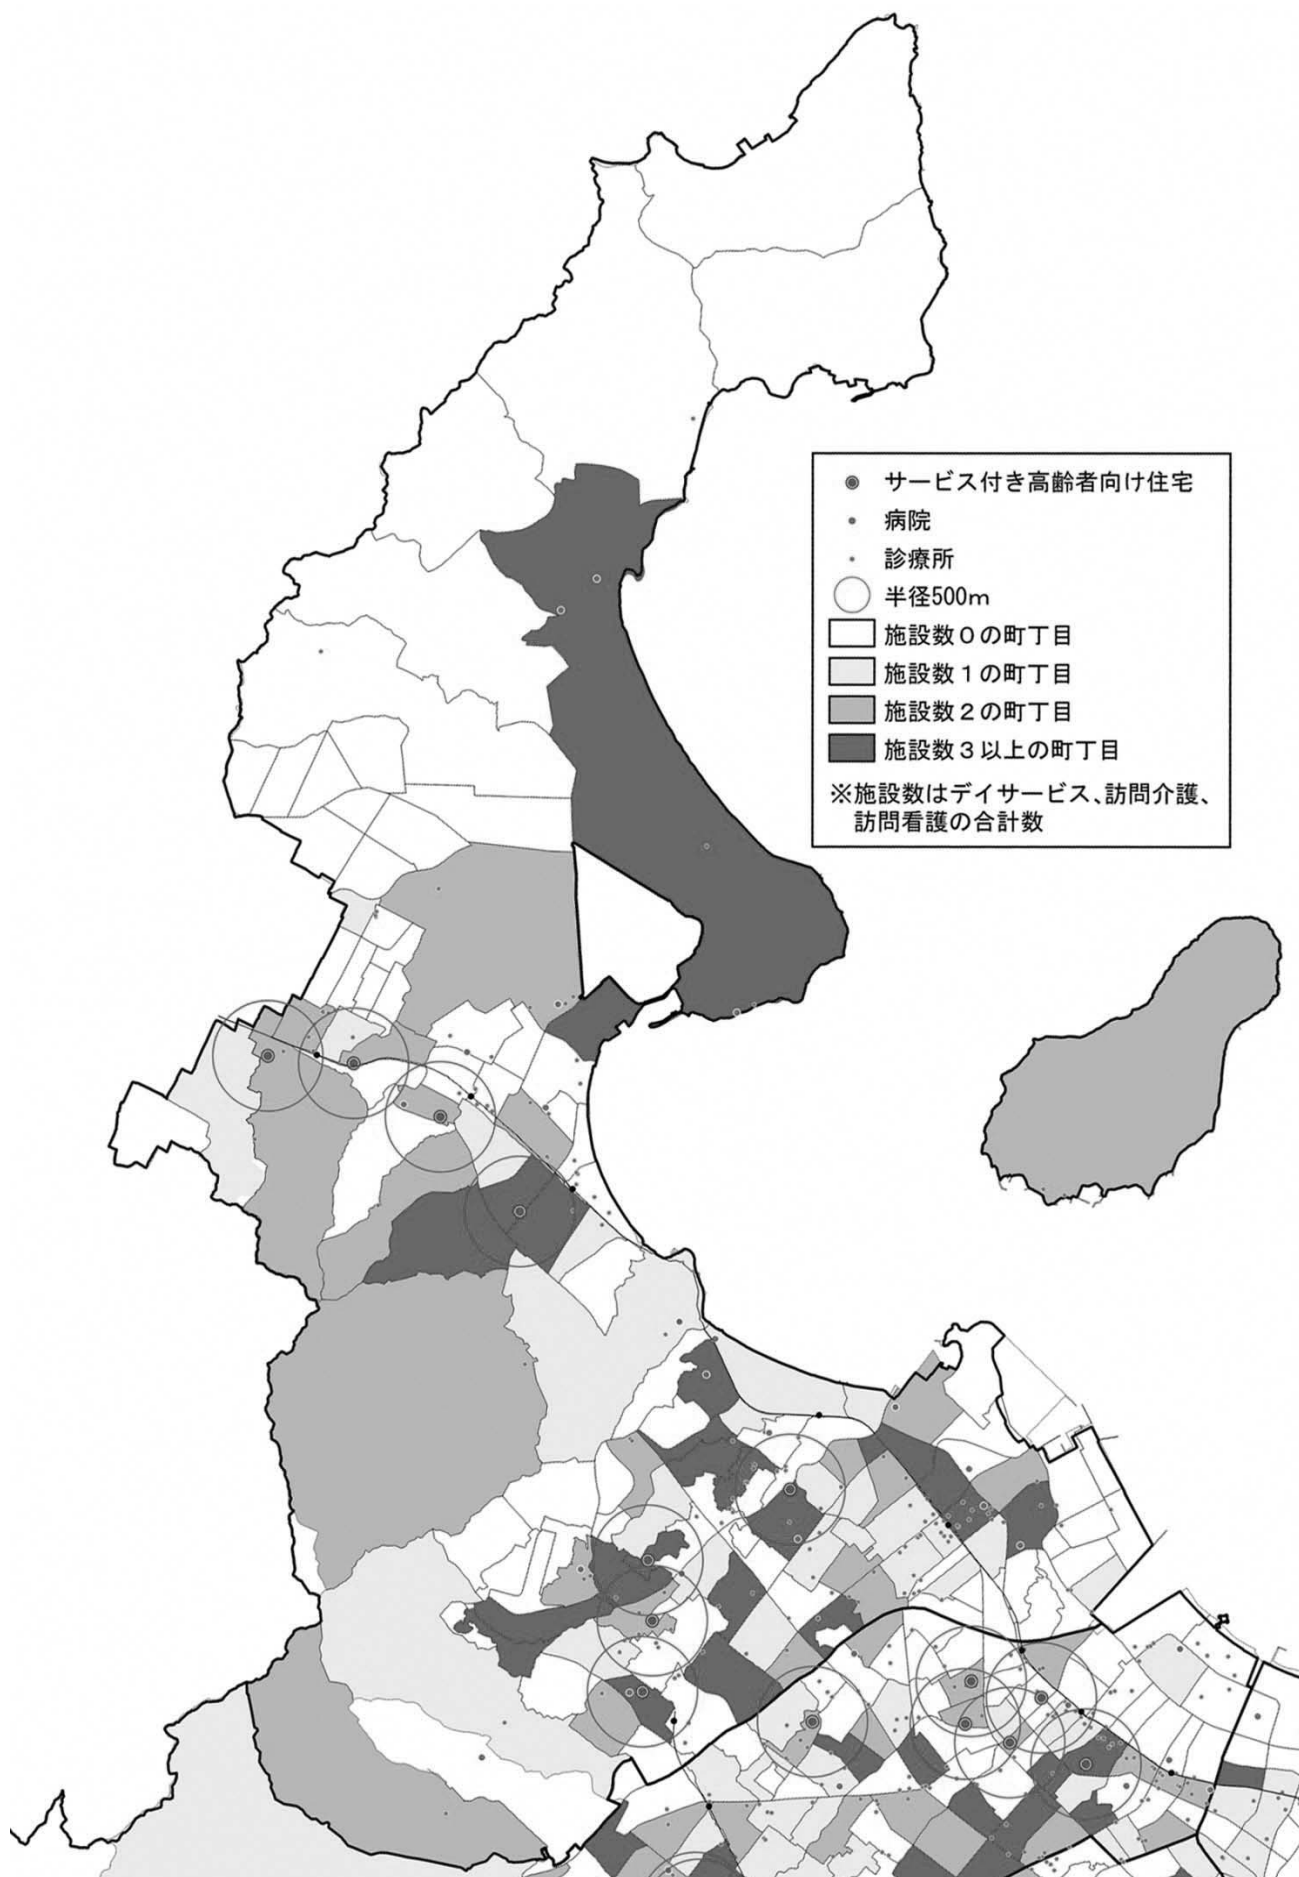 サービス付き高齢者向け住宅
病院
診療所
半径500m
施設数0の町丁目
施設数1の町丁目
施設数2の町丁目
施設数3以上の町丁目
※施設数はデイサービス、訪問介護、
訪問看護の合計数